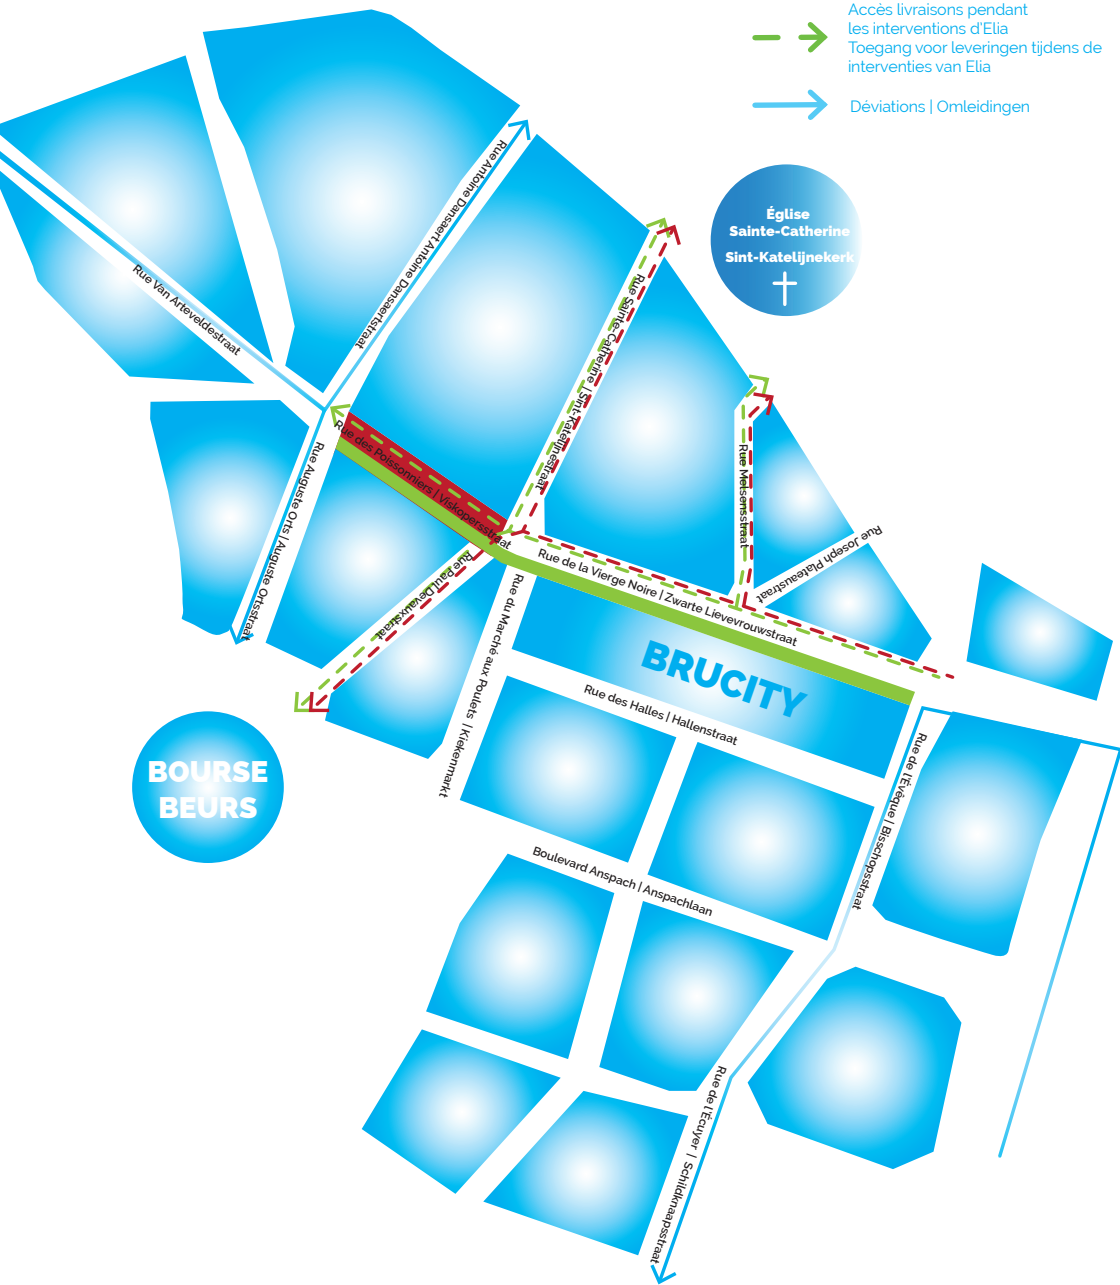 Accès livraisons pendant
les interventions d'Elia
Toegang voor leveringen tijdens de
interventies van Elia
Déviations | Omleidingen
Église
Sainte-Catherine
Sint-Katelijnekerk
Rue Antoine Dansaert Antoine Dansaertstraat
Rue Van Arteveldestraat
Rue Sainte-Catherine | Sint-Katelijnestraat
Rue des Poissonniers | Viskopersstraat
Rue Auguste Orts | Auguste Ortsstraat
Rue Melsensstraat
Rue Joseph Plateaustraat
Rue Paul Devauxstraat
Rue de la Vierge Noire | Zwarte Lievevrouwstraat
Rue du Marché aux Poulets | Kiekenmarkt
BRUCITY
Rue des Halles | Hallenstraat
BOURSE
BEURS
Rue de l'Évêque | Bisschopsstraat
Boulevard Anspach | Anspachlaan
Rue de l'Écuyer | Schildknaapsstraat